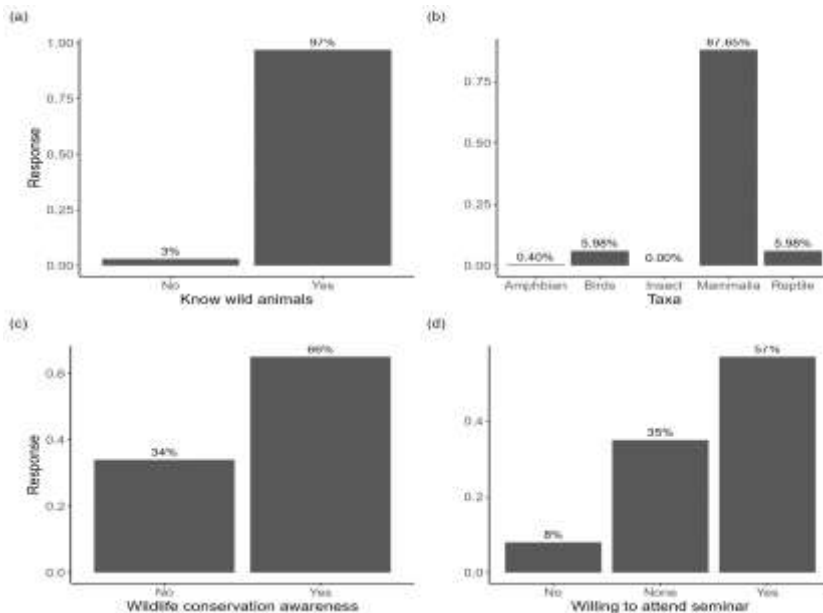 (a)
1.00
0.75
0.50
0.25
0.00
Response
3%
97%
No
Yes
Know wild animals
(b)
0.75
0.50
0.25
0.00
0.40%
5.98%
0.00%
87.65%
5.98%
Amphbian
Birds
Insect
Mammalia
Reptile
Taxa
(c)
0.6
0.4
0.2
0.0
Response
34%
66%
No
Yes
Wildlife conservation awareness
(d)
0.4
0.2
0.0
8%
35%
57%
No
None
Yes
Willing to attend seminar